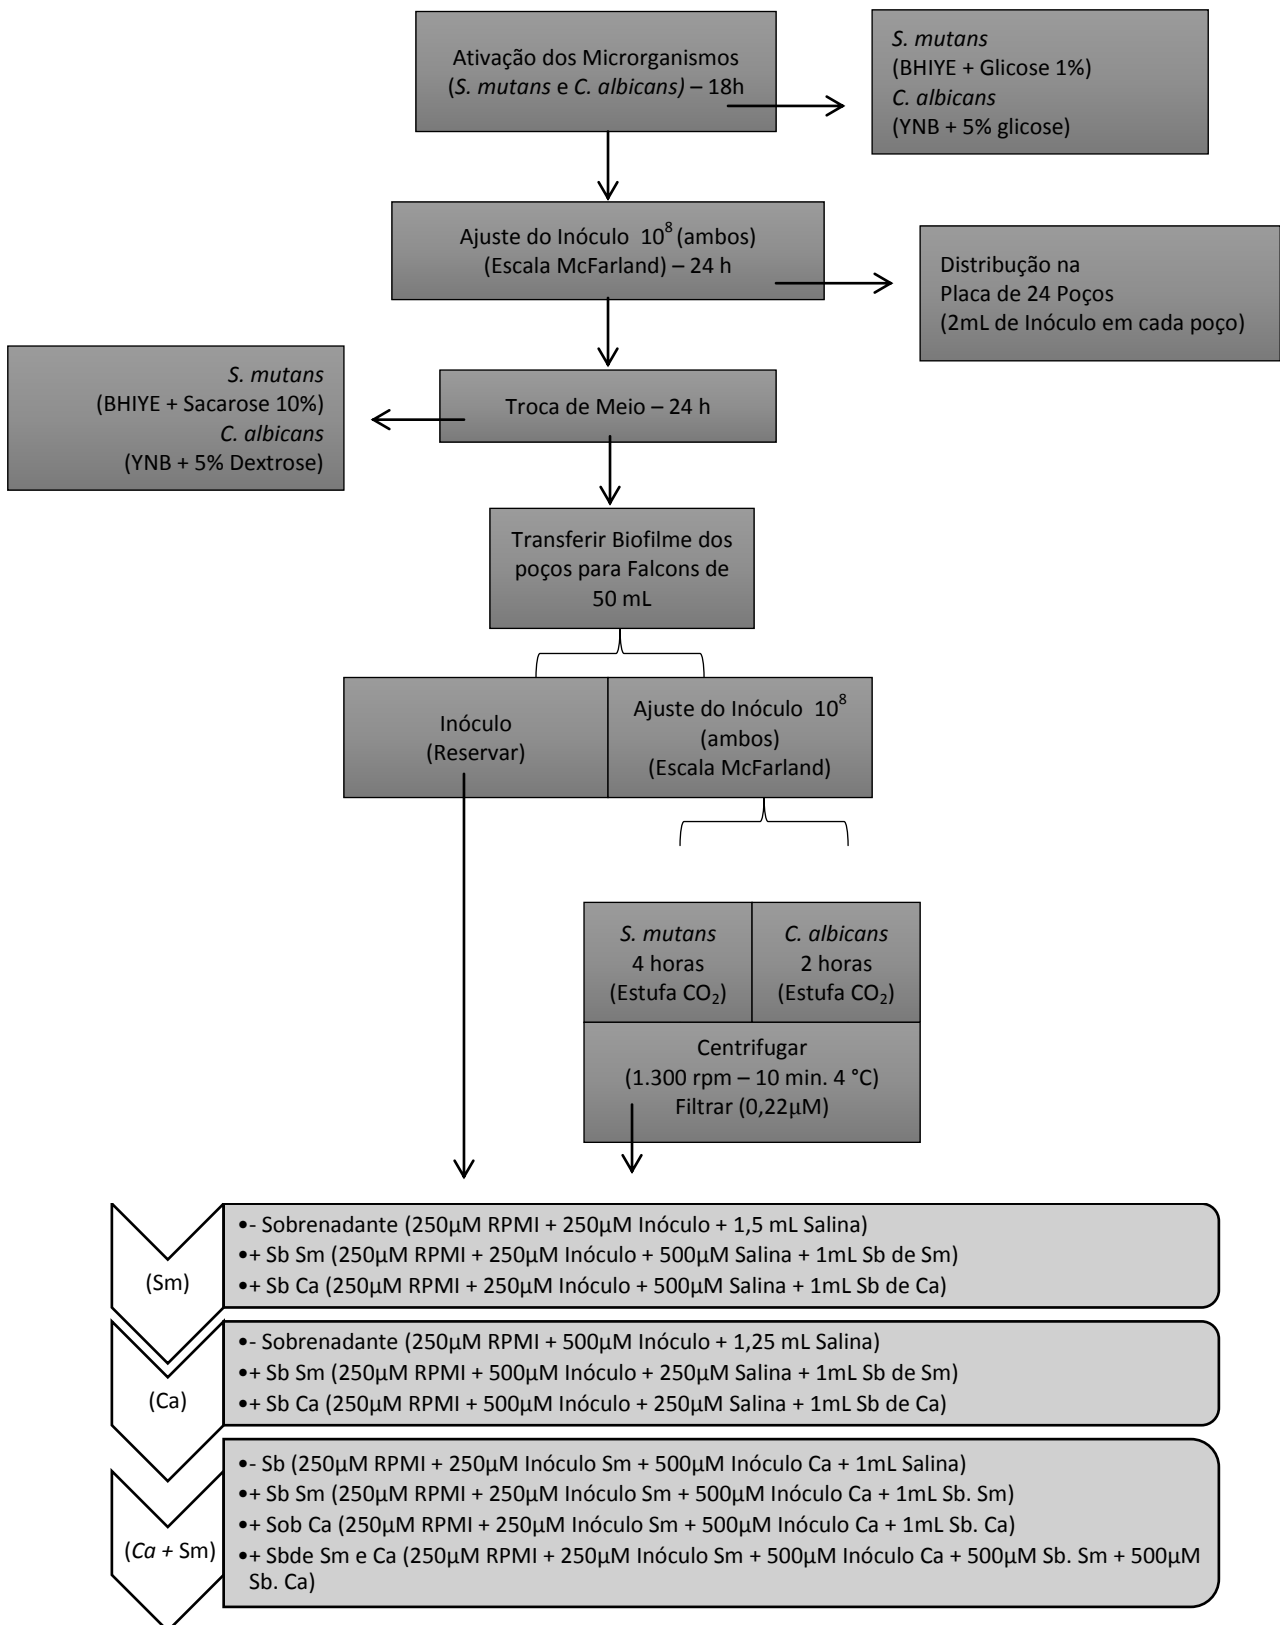 Ativação dos Microrganismos
(S. mutans e C. albicans) – 18h
S. mutans
(BHIYE + Glicose 1%)
C. albicans
(YNB + 5% glicose)
Ajuste do Inóculo 10⁸ (ambos)
(Escala McFarland) – 24 h
Distribução na
Placa de 24 Poços
(2mL de Inóculo em cada poço)
S. mutans
(BHIYE + Sacarose 10%)
C. albicans
(YNB + 5% Dextrose)
Troca de Meio – 24 h
Transferir Biofilme dos
poços para Falcons de
50 mL
Inóculo
(Reservar)
Ajuste do Inóculo 10⁸
(ambos)
(Escala McFarland)
S. mutans
4 horas
(Estufa CO₂)
C. albicans
2 horas
(Estufa CO₂)
Centrifugar
(1.300 rpm – 10 min. 4 °C)
Filtrar (0,22µM)
(Sm)
•- Sobrenadante (250µM RPMI + 250µM Inóculo + 1,5 mL Salina)
•+ Sb Sm (250µM RPMI + 250µM Inóculo + 500µM Salina + 1mL Sb de Sm)
•+ Sb Ca (250µM RPMI + 250µM Inóculo + 500µM Salina + 1mL Sb de Ca)
(Ca)
•- Sobrenadante (250µM RPMI + 500µM Inóculo + 1,25 mL Salina)
•+ Sb Sm (250µM RPMI + 500µM Inóculo + 250µM Salina + 1mL Sb de Sm)
•+ Sb Ca (250µM RPMI + 500µM Inóculo + 250µM Salina + 1mL Sb de Ca)
(Ca + Sm)
•- Sb (250µM RPMI + 250µM Inóculo Sm + 500µM Inóculo Ca + 1mL Salina)
•+ Sb Sm (250µM RPMI + 250µM Inóculo Sm + 500µM Inóculo Ca + 1mL Sb. Sm)
•+ Sob Ca (250µM RPMI + 250µM Inóculo Sm + 500µM Inóculo Ca + 1mL Sb. Ca)
•+ Sbde Sm e Ca (250µM RPMI + 250µM Inóculo Sm + 500µM Inóculo Ca + 500µM Sb. Sm + 500µM
Sb. Ca)